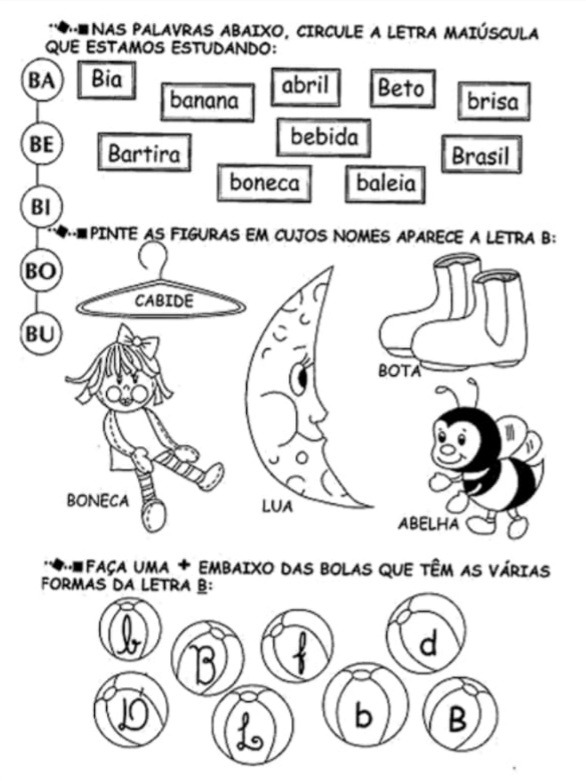 NAS PALAVRAS ABAIXO, CIRCULE A LETRA MAIÚSCULA
QUE ESTAMOS ESTUDANDO:
BA
Bia
banana
abril
Beto
brisa
BE
Bartira
bebida
Brasil
boneca
baleia
BI
PINTE AS FIGURAS EM CUJOS NOMES APARECE A LETRA B:
BO
CABIDE
BU
BOTA
BONECA
LUA
ABELHA
FAÇA UMA + EMBAIXO DAS BOLAS QUE TÊM AS VÁRIAS
FORMAS DA LETRA B:
b
B
f
d
D
L
b
B